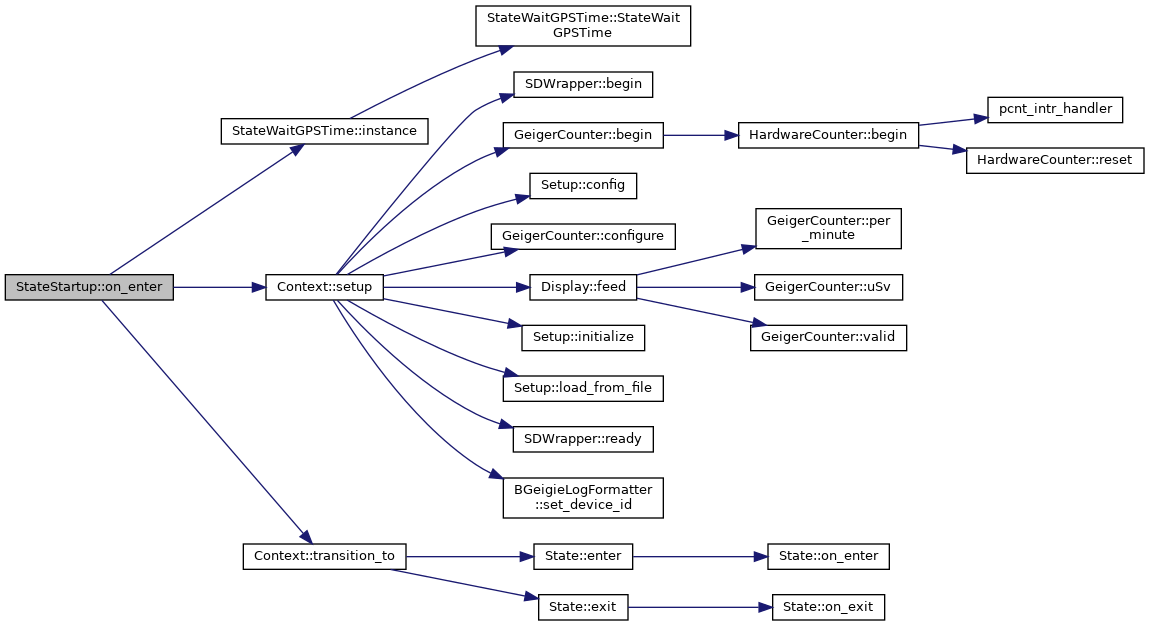 StateWaitGPSTime::StateWait
GPSTime
SDWrapper::begin
pcnt_intr_handler
StateWaitGPSTime::instance
GeigerCounter::begin
HardwareCounter::begin
HardwareCounter::reset
Setup::config
GeigerCounter::per
_minute
GeigerCounter::configure
StateStartup::on_enter
Context::setup
Display::feed
GeigerCounter::uSv
Setup::initialize
GeigerCounter::valid
Setup::load_from_file
SDWrapper::ready
BGeigieLogFormatter
::set_device_id
Context::transition_to
State::enter
State::on_enter
State::exit
State::on_exit